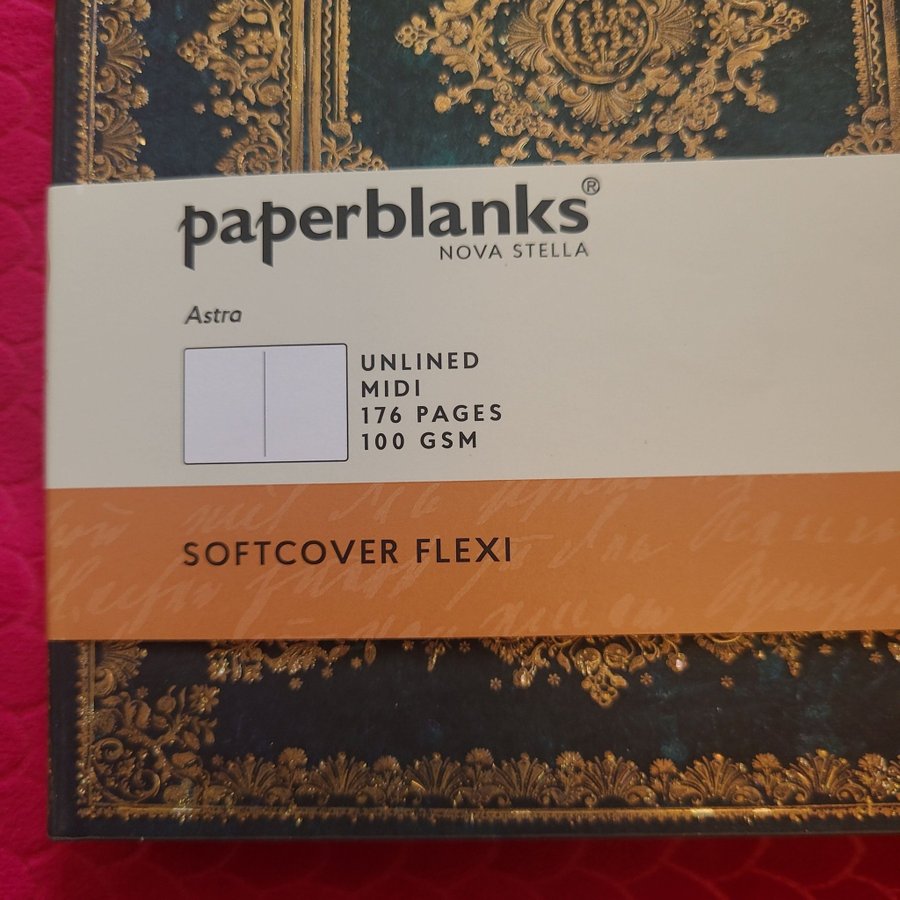 paperblanks®
NOVA STELLA
Astra
UNLINED
MIDI
176 PAGES
100 GSM
SOFTCOVER FLEXI